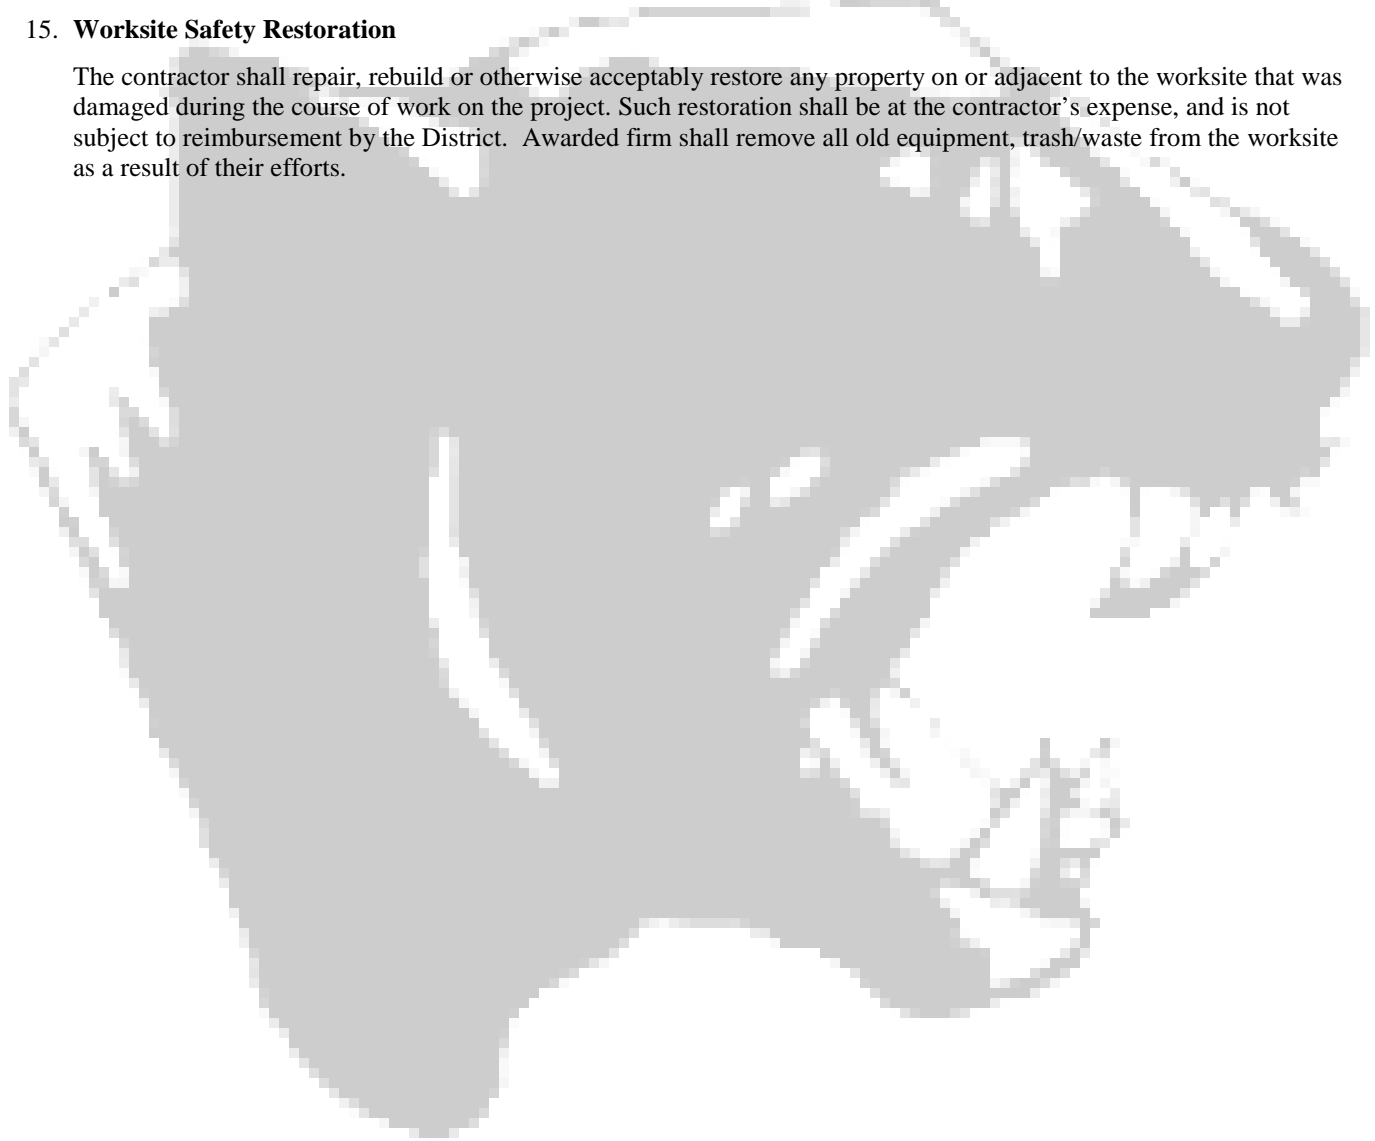 15. Worksite Safety Restoration
The contractor shall repair, rebuild or otherwise acceptably restore any property on or adjacent to the worksite that was
damaged during the course of work on the project. Such restoration shall be at the contractor’s expense, and is not
subject to reimbursement by the District.  Awarded firm shall remove all old equipment, trash/waste from the worksite
as a result of their efforts.